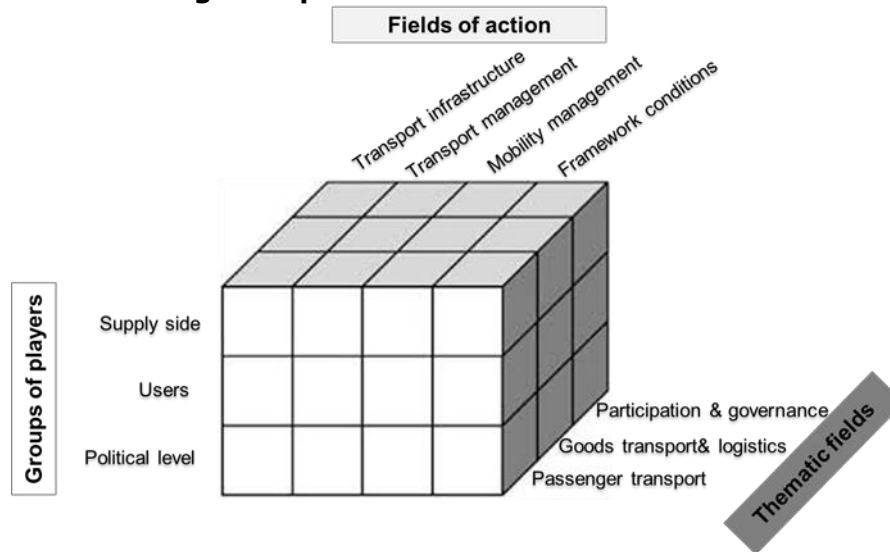 Fields of action
Transport infrastructure
Transport management
Mobility management
Framework conditions
Groups of players
Supply side
Users
Political level
Participation & governance
Goods transport& logistics
Passenger transport
Thematic fields